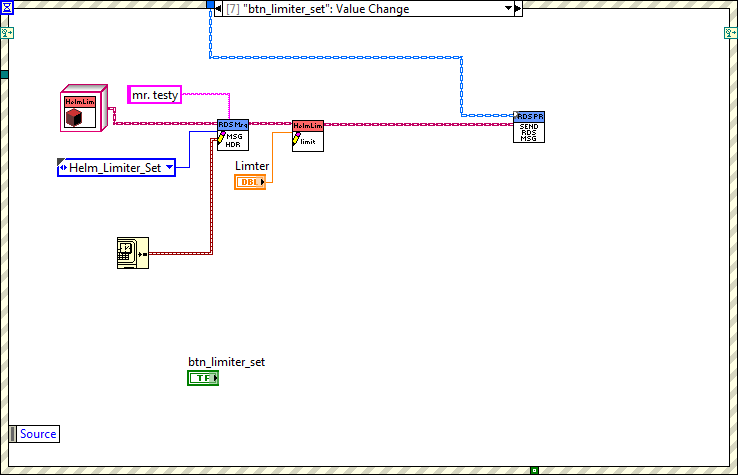 [7] "btn_limiter_set": Value Change
HelmLim
mr. testy
RDS Msg
MSG
HDR
HelmLim
limit
RDS PR
SEND
RDS
MSG
Helm_Limiter_Set
Limter
DBL
btn_limiter_set
TF
Source